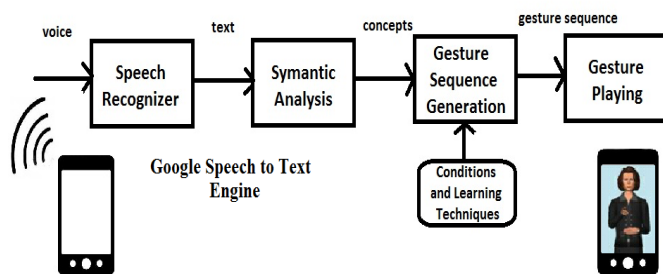 voice
text
concepts
gesture sequence
Speech
Recognizer
Symantic
Analysis
Gesture
Sequence
Generation
Gesture
Playing
Google Speech to Text
Engine
Conditions
and Learning
Techniques